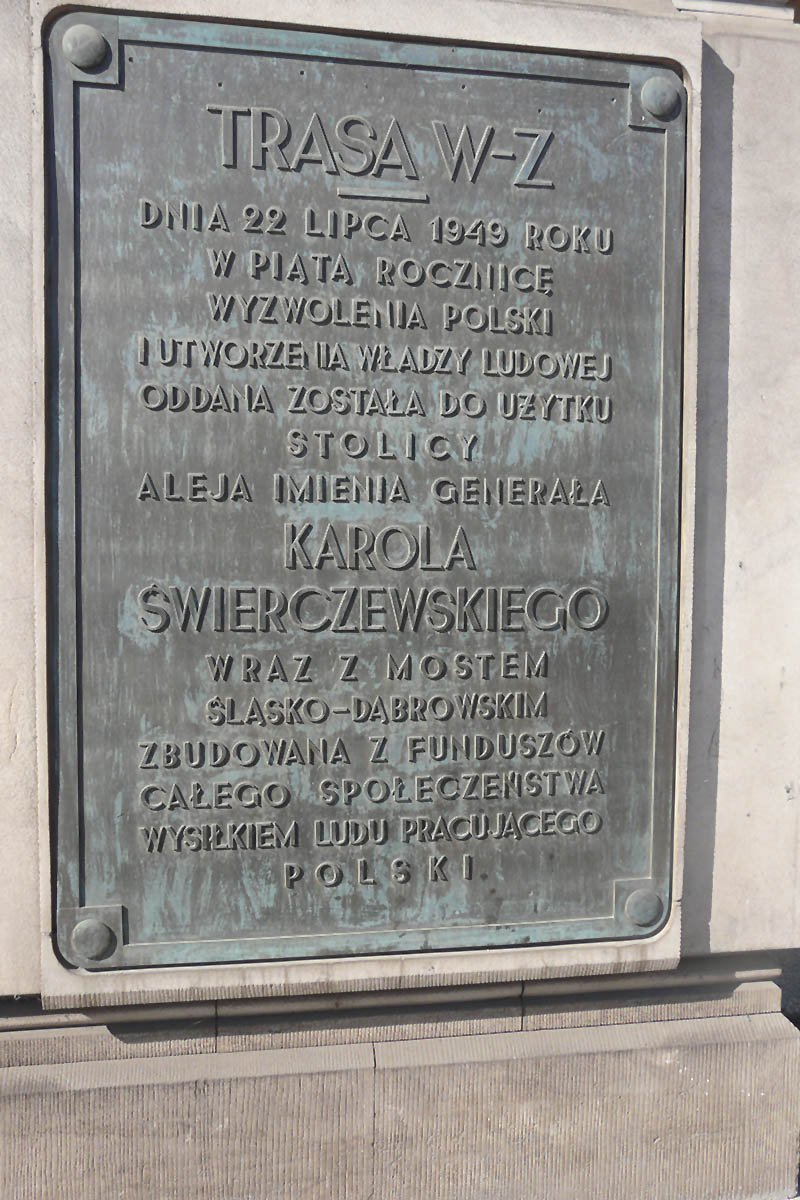 TRASA W-Z
DNIA 22 LIPCA 1949 ROKU
W PIĄTĄ ROCZNICĘ
WYZWOLENIA POLSKI
I UTWORZENIA WŁADZY LUDOWEJ
ODDANA ZOSTAŁA DO UŻYTKU
STOLICY
ALEJA IMIENIA GENERAŁA
KAROLA
ŚWIERCZEWSKIEGO
WRAZ Z MOSTEM
ŚLĄSKO-DĄBROWSKIM
ZBUDOWANA Z FUNDUSZÓW
CAŁEGO SPOŁECZEŃSTWA
WYSIŁKIEM LUDU PRACUJĄCEGO
POLSKI.